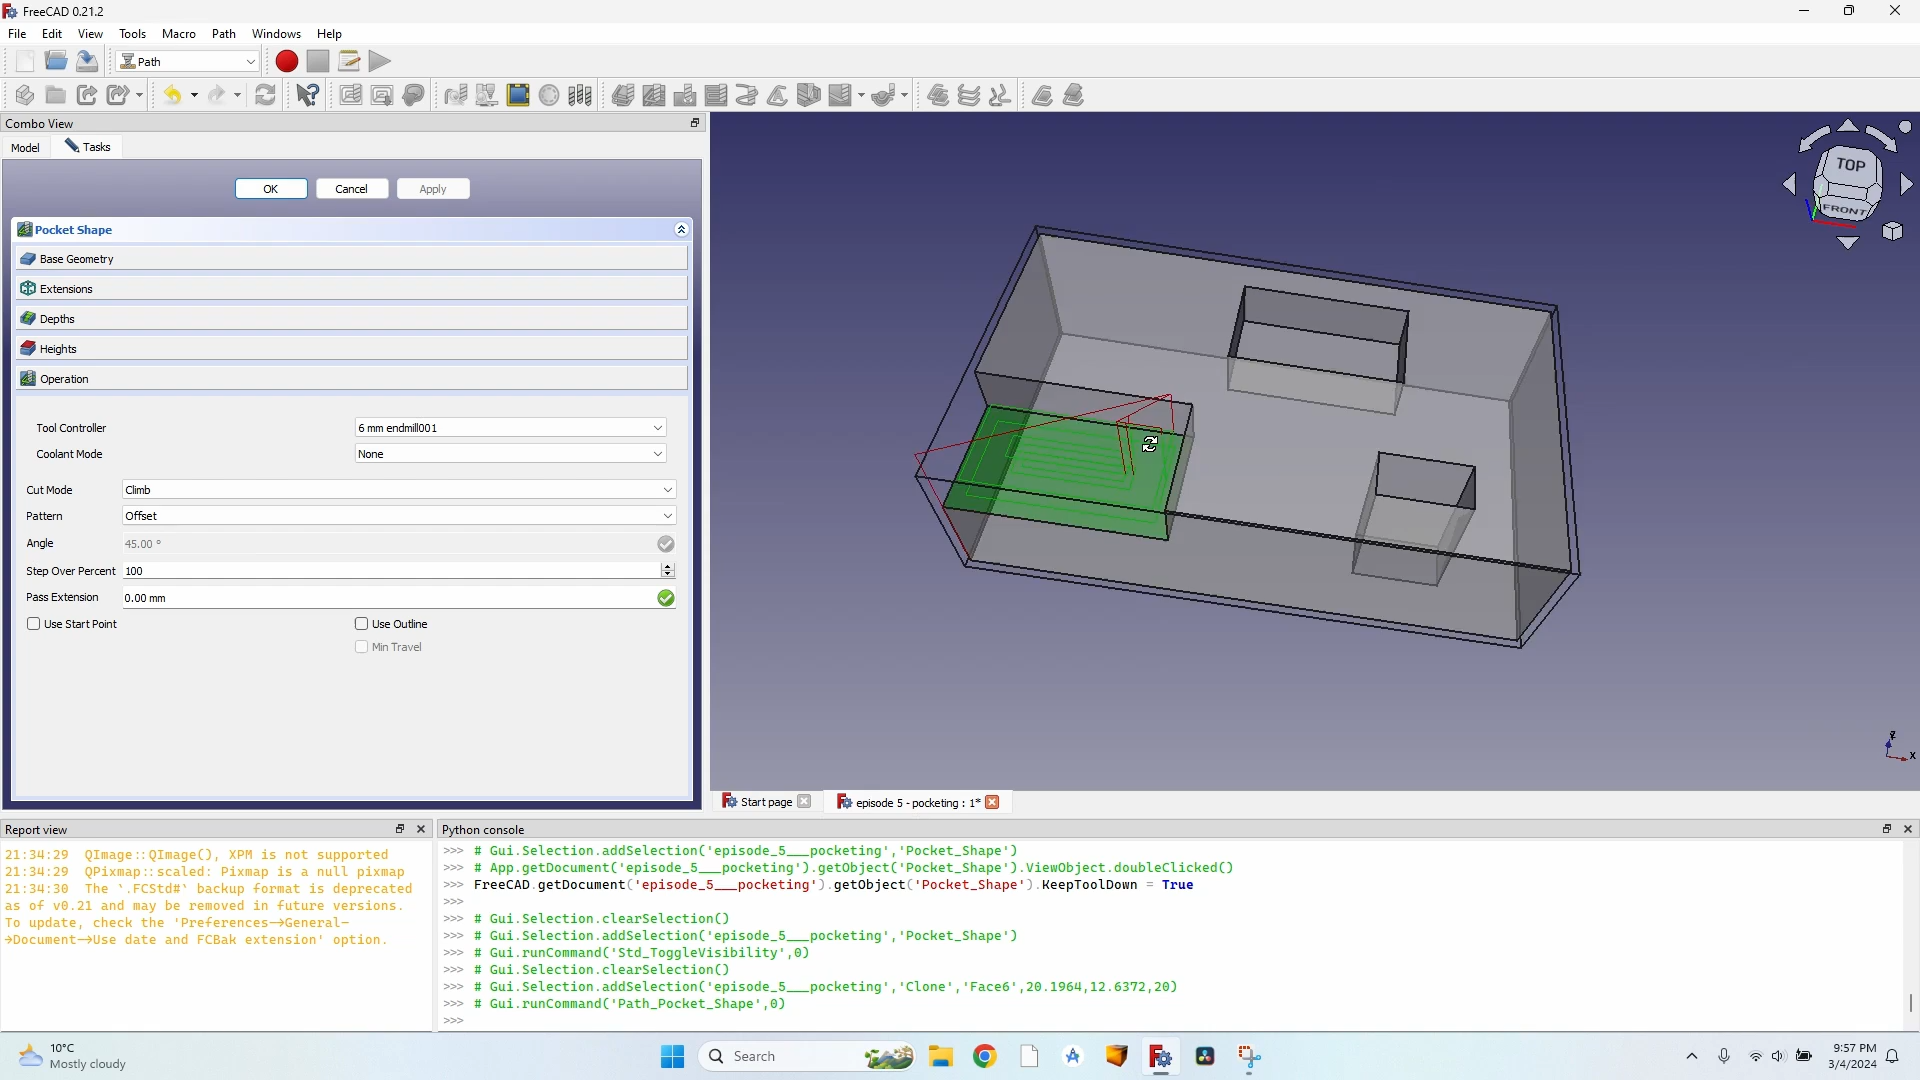 FreeCAD 0.21.2
File Edit View Tools Macro Path Windows Help
Path
Combo View
Model Tasks
OK Cancel Apply
Pocket Shape
Base Geometry
Extensions
Depths
Heights
Operation
Tool Controller 6 mm endmill001
Coolant Mode None
Cut Mode Climb
Pattern Offset
Angle 45.00 °
Step Over Percent 100
Pass Extension 0.00 mm
Use Start Point Use Outline
Min Travel
TOP
FRONT
Z
X
Start page episode 5 - pocketing : 1*
Report view
21:34:29 QImage::QImage(), XPM is not supported
21:34:29 QPixmap::scaled: Pixmap is a null pixmap
21:34:30 The `.FCStd#` backup format is deprecated
as of v0.21 and may be removed in future versions.
To update, check the 'Preferences→General-
→Document→Use date and FCBak extension' option.
Python console
>>> # Gui.Selection.addSelection('episode_5___pocketing','Pocket_Shape')
>>> # App.getDocument('episode_5___pocketing').getObject('Pocket_Shape').ViewObject.doubleClicked()
>>> FreeCAD.getDocument('episode_5___pocketing').getObject('Pocket_Shape').KeepToolDown = True
>>>
>>> # Gui.Selection.clearSelection()
>>> # Gui.Selection.addSelection('episode_5___pocketing','Pocket_Shape')
>>> # Gui.runCommand('Std_ToggleVisibility',0)
>>> # Gui.Selection.clearSelection()
>>> # Gui.Selection.addSelection('episode_5___pocketing','Clone','Face6',20.1964,12.6372,20)
>>> # Gui.runCommand('Path_Pocket_Shape',0)
>>>
10°C
Mostly cloudy
Search
9:57 PM
3/4/2024